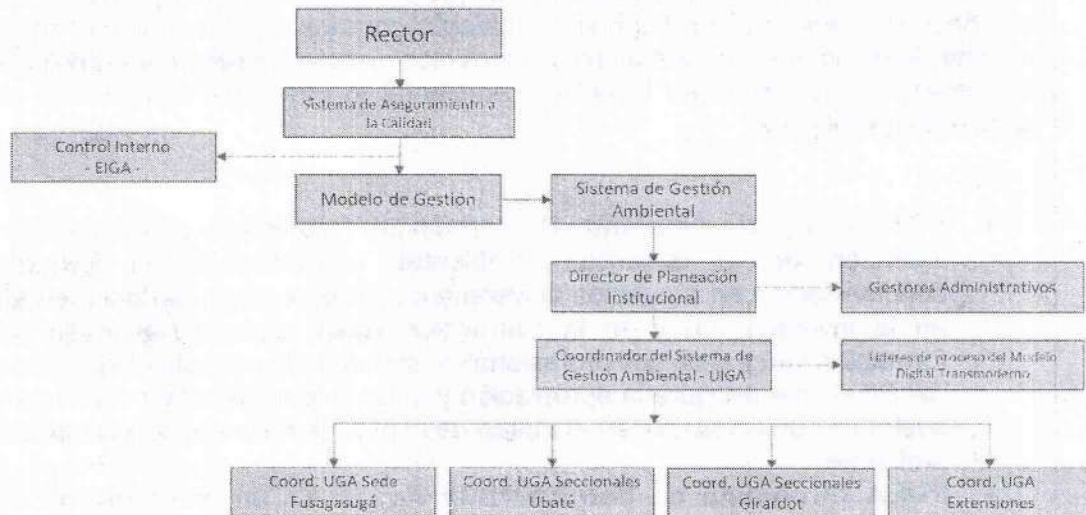 Rector
Sistema de Aseguramiento a
la Calidad
Control Interno
- EIGA -
Modelo de Gestión
Sistema de Gestión
Ambiental
Director de Planeación
Institucional
Gestores Administrativos
Coordinador del Sistema de
Gestión Ambiental - UIGA
Líderes de proceso del Modelo
Digital Transmoderno
Coord. UGA Sede
Fusagasugá
Coord. UGA Seccionales
Ubaté
Coord. UGA Seccionales
Girardot
Coord. UGA
Extensiones